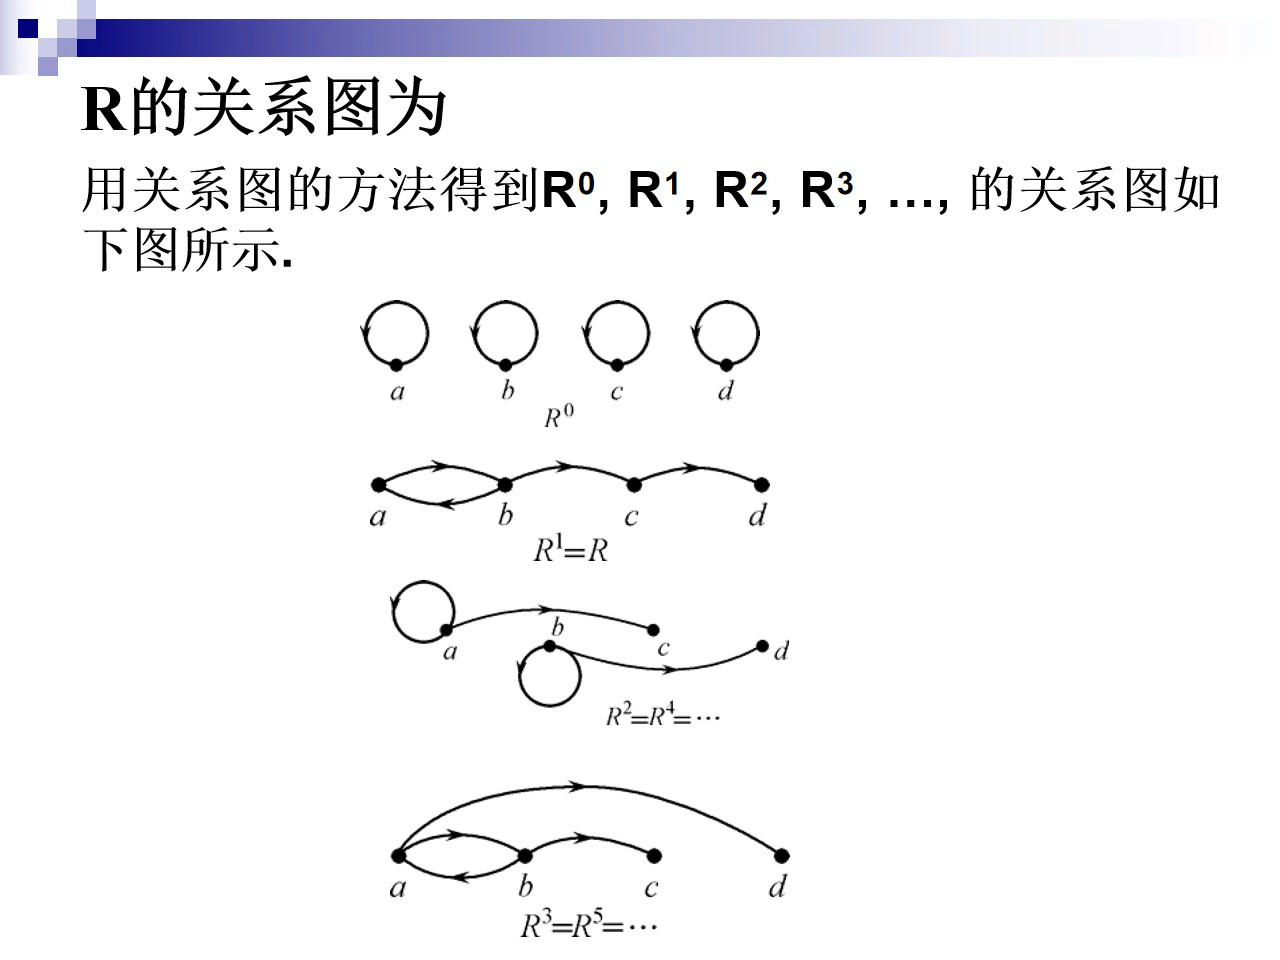 R的关系图为
用关系图的方法得到R⁰, R¹, R², R³, …, 的关系图如
下图所示.
a b c d
R⁰
a b c d
R¹=R
b
a c d
R²=R⁴=⋯
a b c d
R³=R⁵=⋯